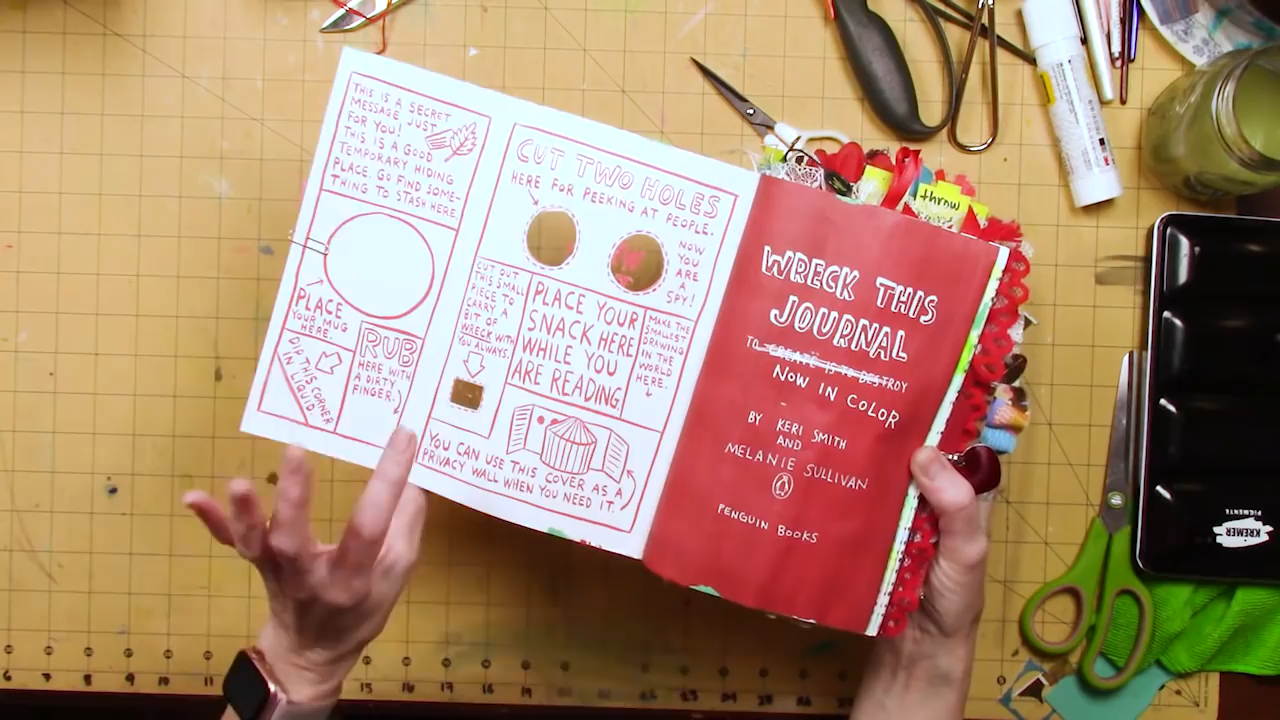 THIS IS A SECRET
MESSAGE JUST
FOR YOU!
THIS IS A GOOD
TEMPORARY HIDING
PLACE. GO FIND SOME-
THING TO STASH HERE.
PLACE
YOUR MUG
HERE.
DIP THIS CORNER
IN LIQUID.
RUB
HERE WITH
A DIRTY
FINGER.
CUT TWO HOLES
HERE FOR PEEKING AT PEOPLE.
NOW
YOU
ARE
A
SPY!
CUT OUT
THIS SMALL
PIECE TO
CARRY A
BIT OF
WRECK WITH
YOU ALWAYS.
PLACE YOUR
SNACK HERE
WHILE YOU
ARE READING
MAKE THE
SMALLEST
DRAWING
IN THE
WORLD
HERE.
YOU CAN USE THIS COVER AS A
PRIVACY WALL WHEN YOU NEED IT.
throw
WRECK THIS
JOURNAL
TO CREATE IS TO DESTROY
NOW IN COLOR
BY KERI SMITH
AND
MELANIE SULLIVAN
PENGUIN BOOKS
KREMER
PIGMENTE
15
16
17
18
19